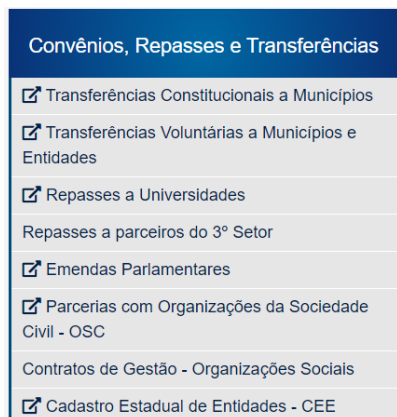 Convênios, Repasses e Transferências
Transferências Constitucionais a Municípios
Transferências Voluntárias a Municípios e
Entidades
Repasses a Universidades
Repasses a parceiros do 3º Setor
Emendas Parlamentares
Parcerias com Organizações da Sociedade
Civil - OSC
Contratos de Gestão - Organizações Sociais
Cadastro Estadual de Entidades - CEE